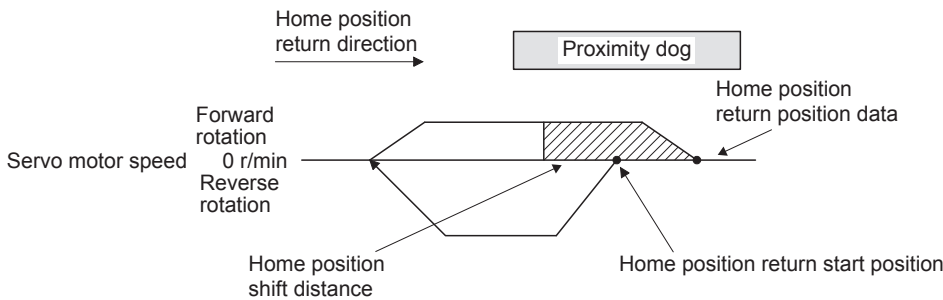 Home position
return direction
Proximity dog
Home position
return position data
Forward
rotation
Servo motor speed 0 r/min
Reverse
rotation
Home position
shift distance
Home position return start position